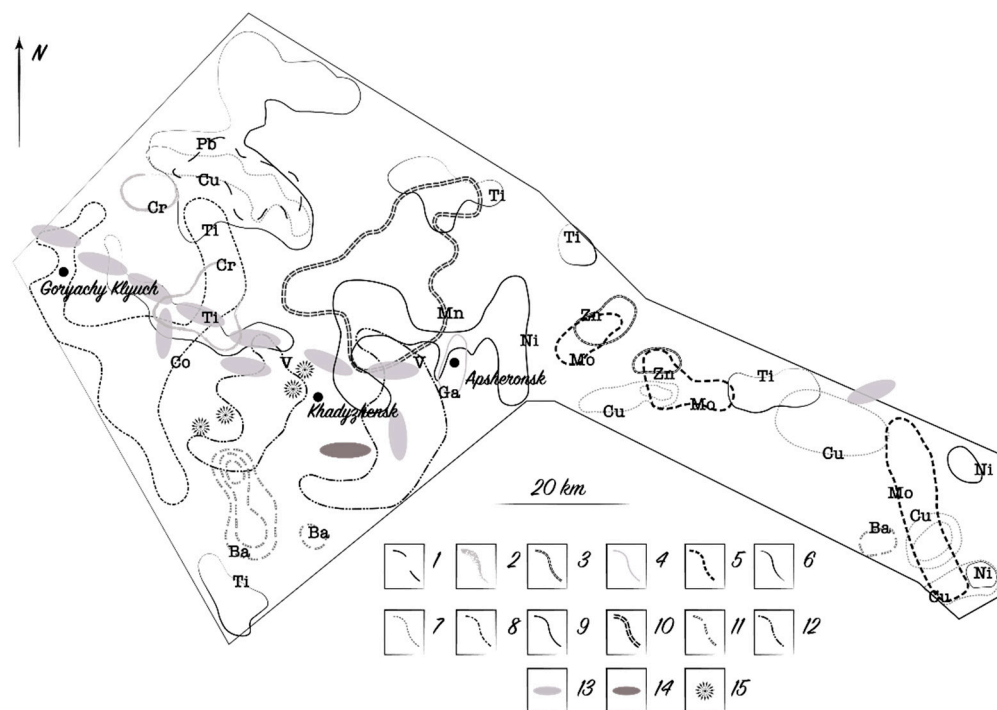 N
Pb
Cu
Cr
Ti
Ti
Ti
Cr
Goryachy Klyuch
Ti
Mn
Zn
Ni
Mo
Co
V
V
Zn
Ti
Ga
Apsheronsk
Khadyzhensk
Cu
Mo
Cu
Ni
20 km
Mo
Cu
Ba
Ba
Ba
Ti
Ni
Cu
1 2 3 4 5 6
7 8 9 10 11 12
13 14 15